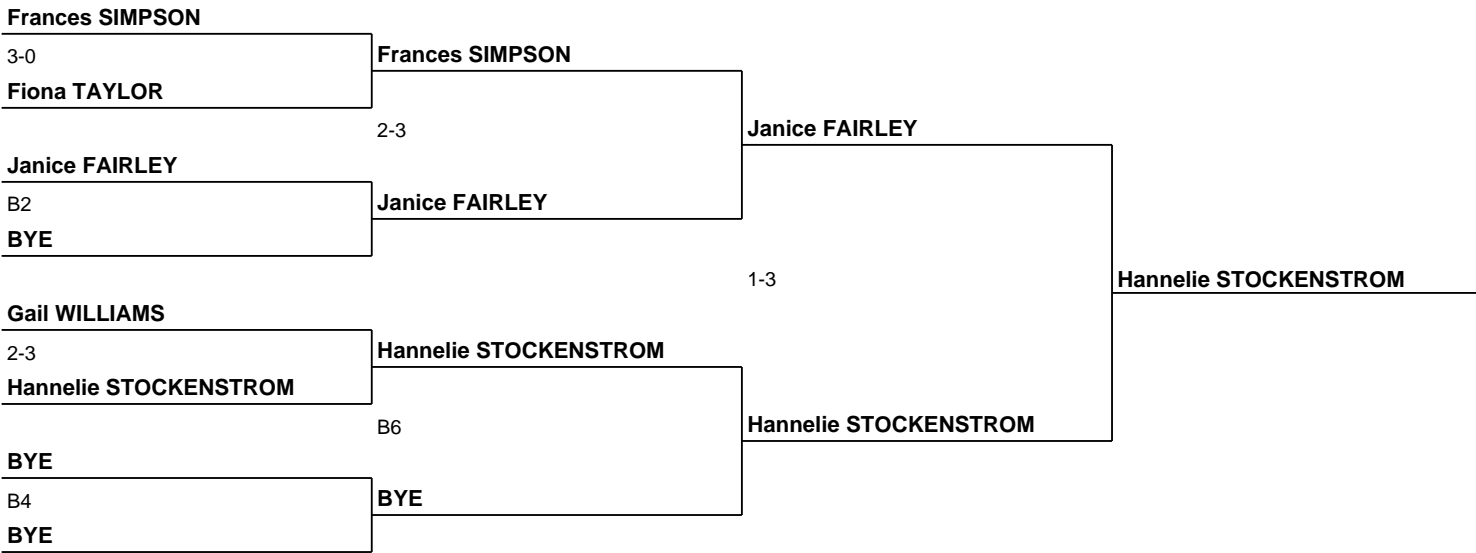 Frances SIMPSON
3-0
Frances SIMPSON
Fiona TAYLOR
2-3
Janice FAIRLEY
Janice FAIRLEY
B2
Janice FAIRLEY
BYE
1-3
Hannelie STOCKENSTROM
Gail WILLIAMS
2-3
Hannelie STOCKENSTROM
Hannelie STOCKENSTROM
B6
Hannelie STOCKENSTROM
BYE
B4
BYE
BYE